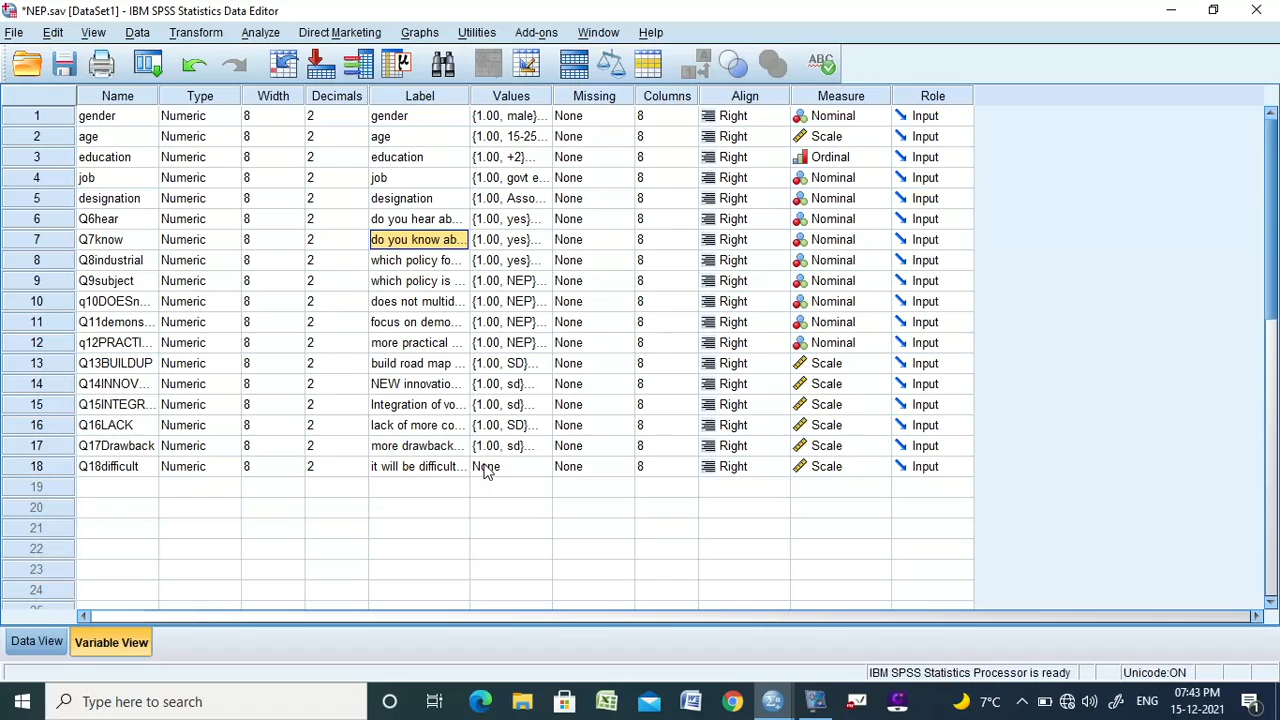 *NEP.sav [DataSet1] - IBM SPSS Statistics Data Editor
File Edit View Data Transform Analyze Direct Marketing Graphs Utilities Add-ons Window Help
ABC
Name Type Width Decimals Label Values Missing Columns Align Measure Role
1 gender Numeric 8 2 gender {1.00, male}... None 8 Right Nominal Input
2 age Numeric 8 2 age {1.00, 15-25... None 8 Right Scale Input
3 education Numeric 8 2 education {1.00, +2}... None 8 Right Ordinal Input
4 job Numeric 8 2 job {1.00, govt e... None 8 Right Nominal Input
5 designation Numeric 8 2 designation {1.00, Asso... None 8 Right Nominal Input
6 Q6hear Numeric 8 2 do you hear ab... {1.00, yes}... None 8 Right Nominal Input
7 Q7know Numeric 8 2 do you know ab... {1.00, yes}... None 8 Right Nominal Input
8 Q8industrial Numeric 8 2 which policy fo... {1.00, yes}... None 8 Right Nominal Input
9 Q9subject Numeric 8 2 which policy is ... {1.00, NEP}... None 8 Right Nominal Input
10 q10DOESn... Numeric 8 2 does not multid... {1.00, NEP}... None 8 Right Nominal Input
11 Q11demons... Numeric 8 2 focus on demo... {1.00, NEP}... None 8 Right Nominal Input
12 q12PRACTI... Numeric 8 2 more practical ... {1.00, NEP}... None 8 Right Nominal Input
13 Q13BUILDUP Numeric 8 2 build road map ... {1.00, SD}... None 8 Right Scale Input
14 Q14INNOV... Numeric 8 2 NEW innovatio... {1.00, sd}... None 8 Right Scale Input
15 Q15INTEGR... Numeric 8 2 Integration of vo... {1.00, sd}... None 8 Right Scale Input
16 Q16LACK Numeric 8 2 lack of more co... {1.00, SD}... None 8 Right Scale Input
17 Q17Drawback Numeric 8 2 more drawback... {1.00, sd}... None 8 Right Scale Input
18 Q18difficult Numeric 8 2 it will be difficult... None None 8 Right Scale Input
19
20
21
22
23
24
Data View Variable View
IBM SPSS Statistics Processor is ready Unicode:ON
Type here to search 7°C ENG 07:43 PM
15-12-2021